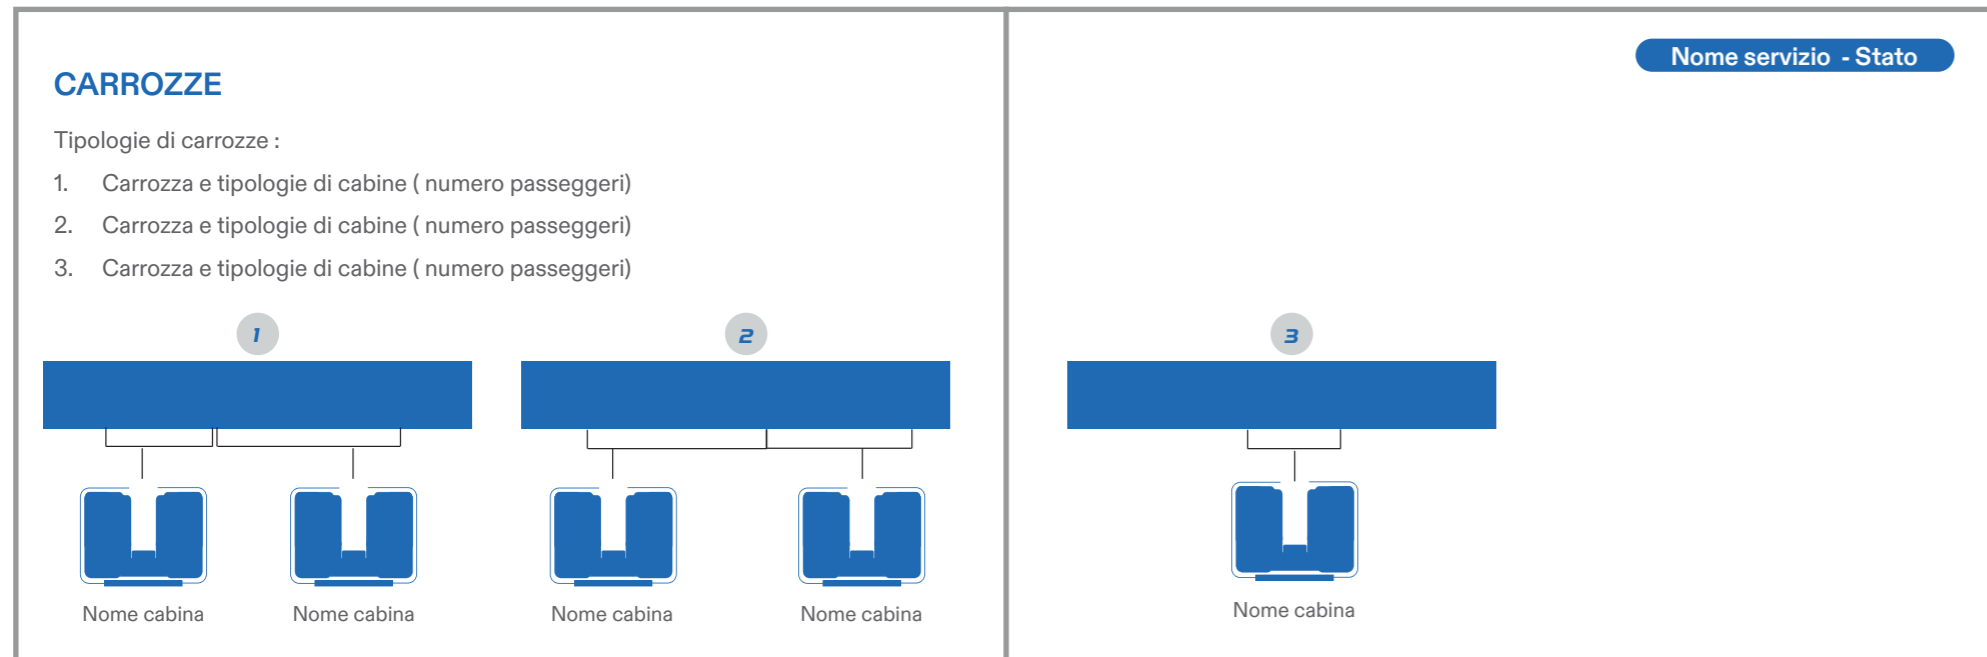 Nome servizio - Stato
CARROZZE
Tipologie di carrozze :
1. Carrozza e tipologie di cabine ( numero passeggeri)
2. Carrozza e tipologie di cabine ( numero passeggeri)
3. Carrozza e tipologie di cabine ( numero passeggeri)
1
2
3
Nome cabina
Nome cabina
Nome cabina
Nome cabina
Nome cabina